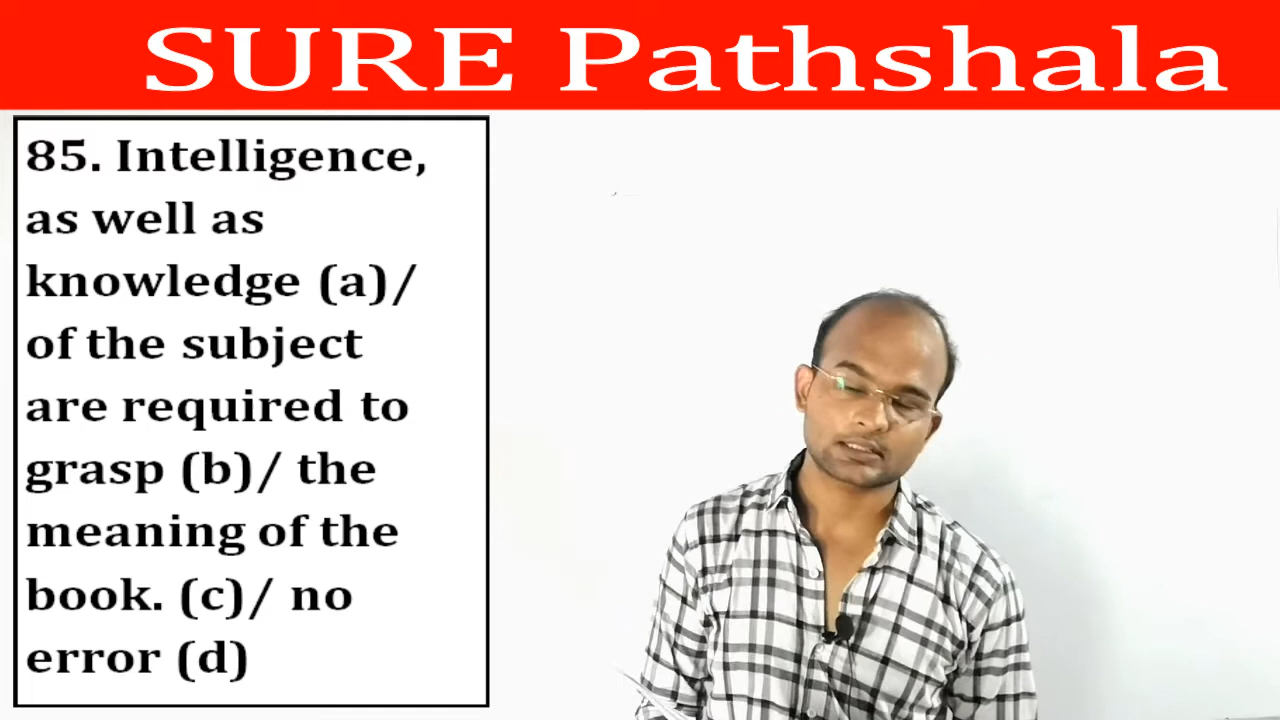 SURE Pathshala
85. Intelligence,
as well as
knowledge (a)/
of the subject
are required to
grasp (b)/ the
meaning of the
book. (c)/ no
error (d)